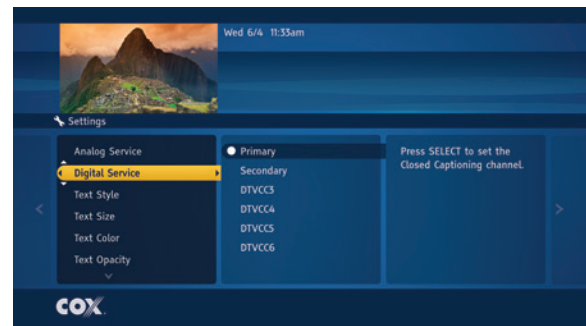 Wed 6/4 11:33am
Settings
Analog Service
Digital Service
Text Style
Text Size
Text Color
Text Opacity
Primary
Secondary
DTVCC3
DTVCC4
DTVCC5
DTVCC6
Press SELECT to set the
Closed Captioning channel.
COX